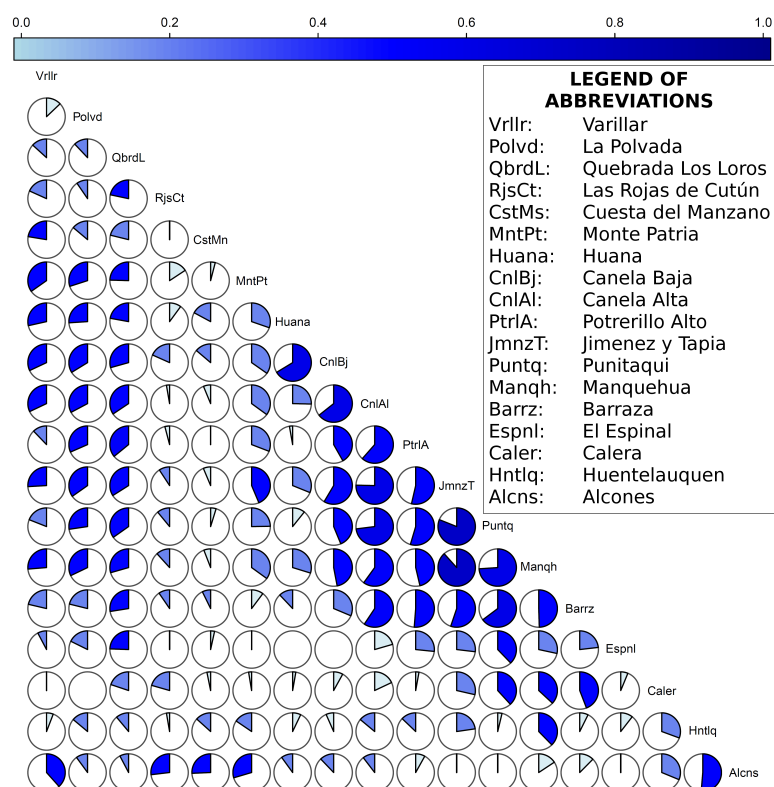 0.0 0.2 0.4 0.6 0.8 1.0
Vrllr
Polvd
QbrdL
RjsCt
CstMn
MntPt
Huana
CnlBj
CnlAl
PtrlA
JmnzT
Puntq
Manqh
Barrz
Espnl
Caler
Hntlq
Alcns
LEGEND OF
ABBREVIATIONS
Vrllr: Varillar
Polvd: La Polvada
QbrdL: Quebrada Los Loros
RjsCt: Las Rojas de Cutún
CstMs: Cuesta del Manzano
MntPt: Monte Patria
Huana: Huana
CnlBj: Canela Baja
CnlAl: Canela Alta
PtrlA: Potrerillo Alto
JmnzT: Jimenez y Tapia
Puntq: Punitaqui
Manqh: Manquehua
Barrz: Barraza
Espnl: El Espinal
Caler: Calera
Hntlq: Huentelauquen
Alcns: Alcones